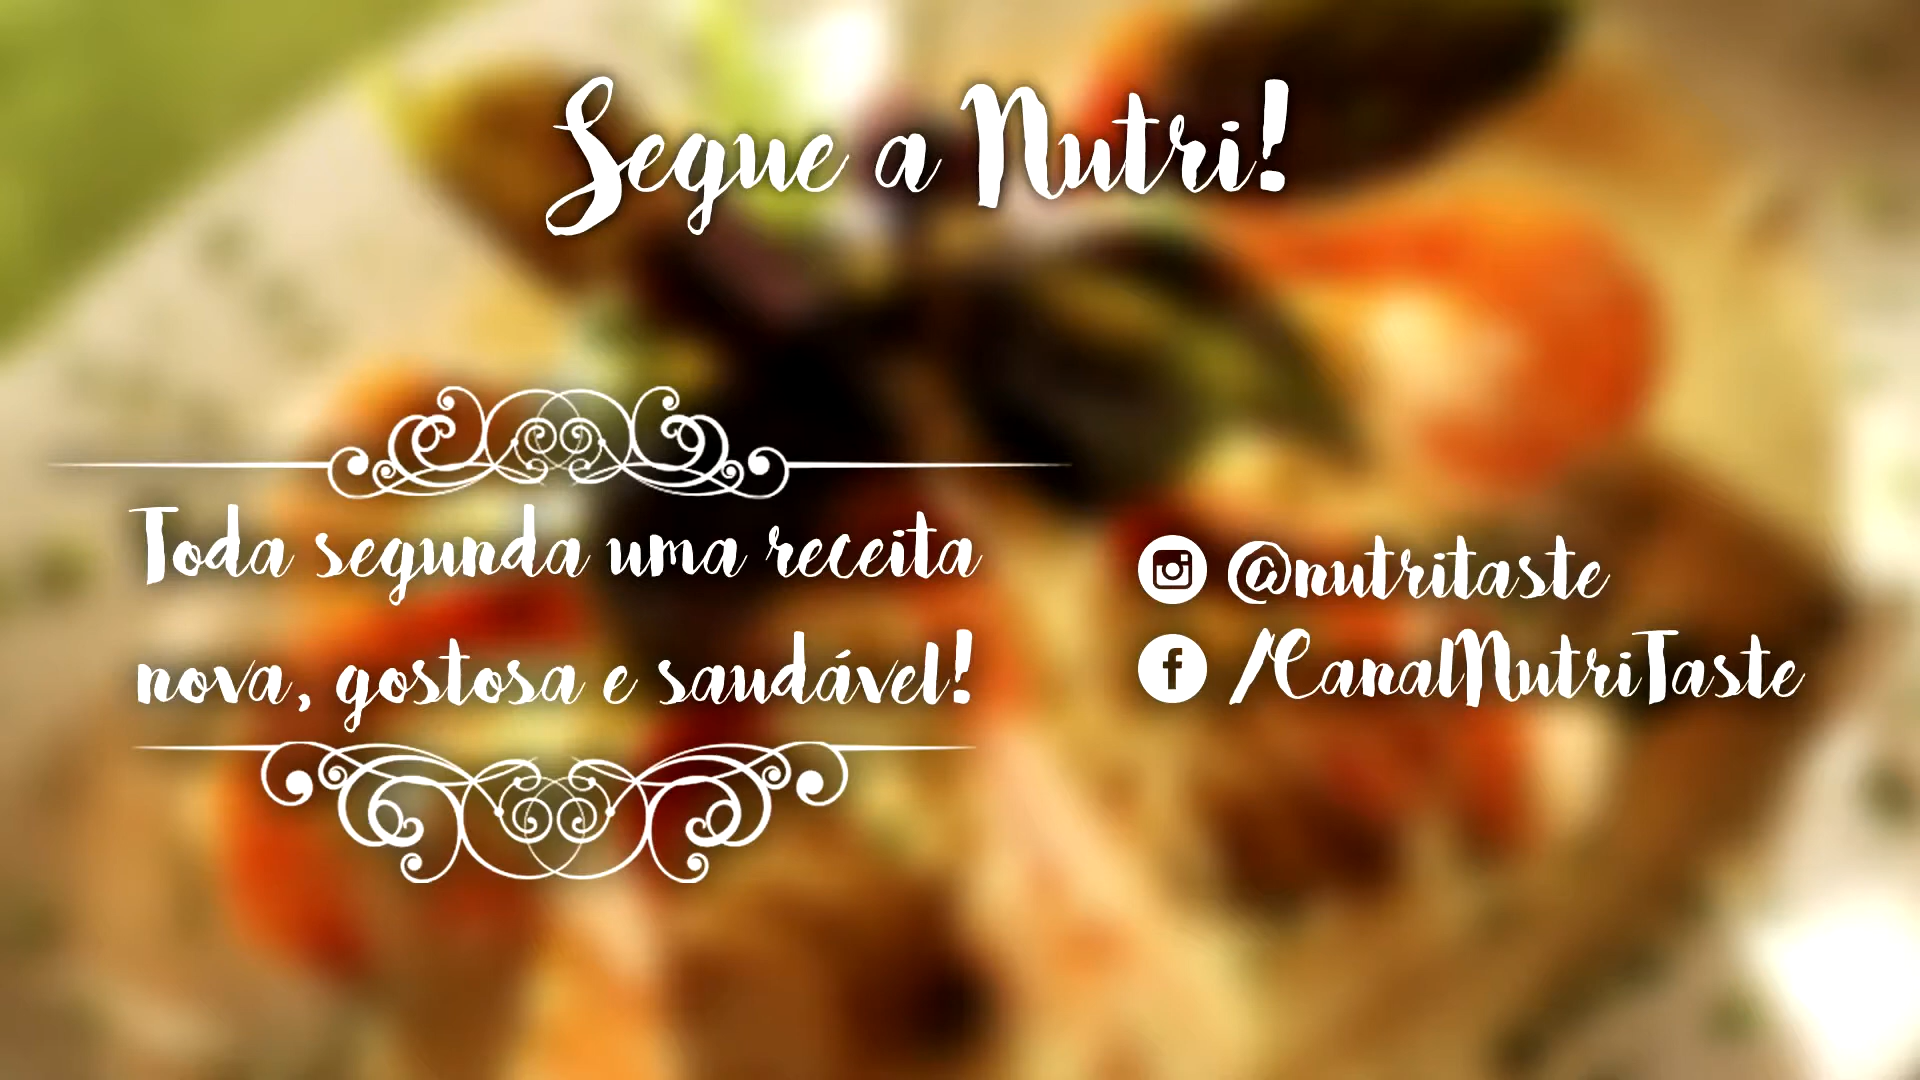 Segue a Nutri!
Toda segunda uma receita
nova, gostosa e saudável!
@nutritaste
/CanalNutriTaste